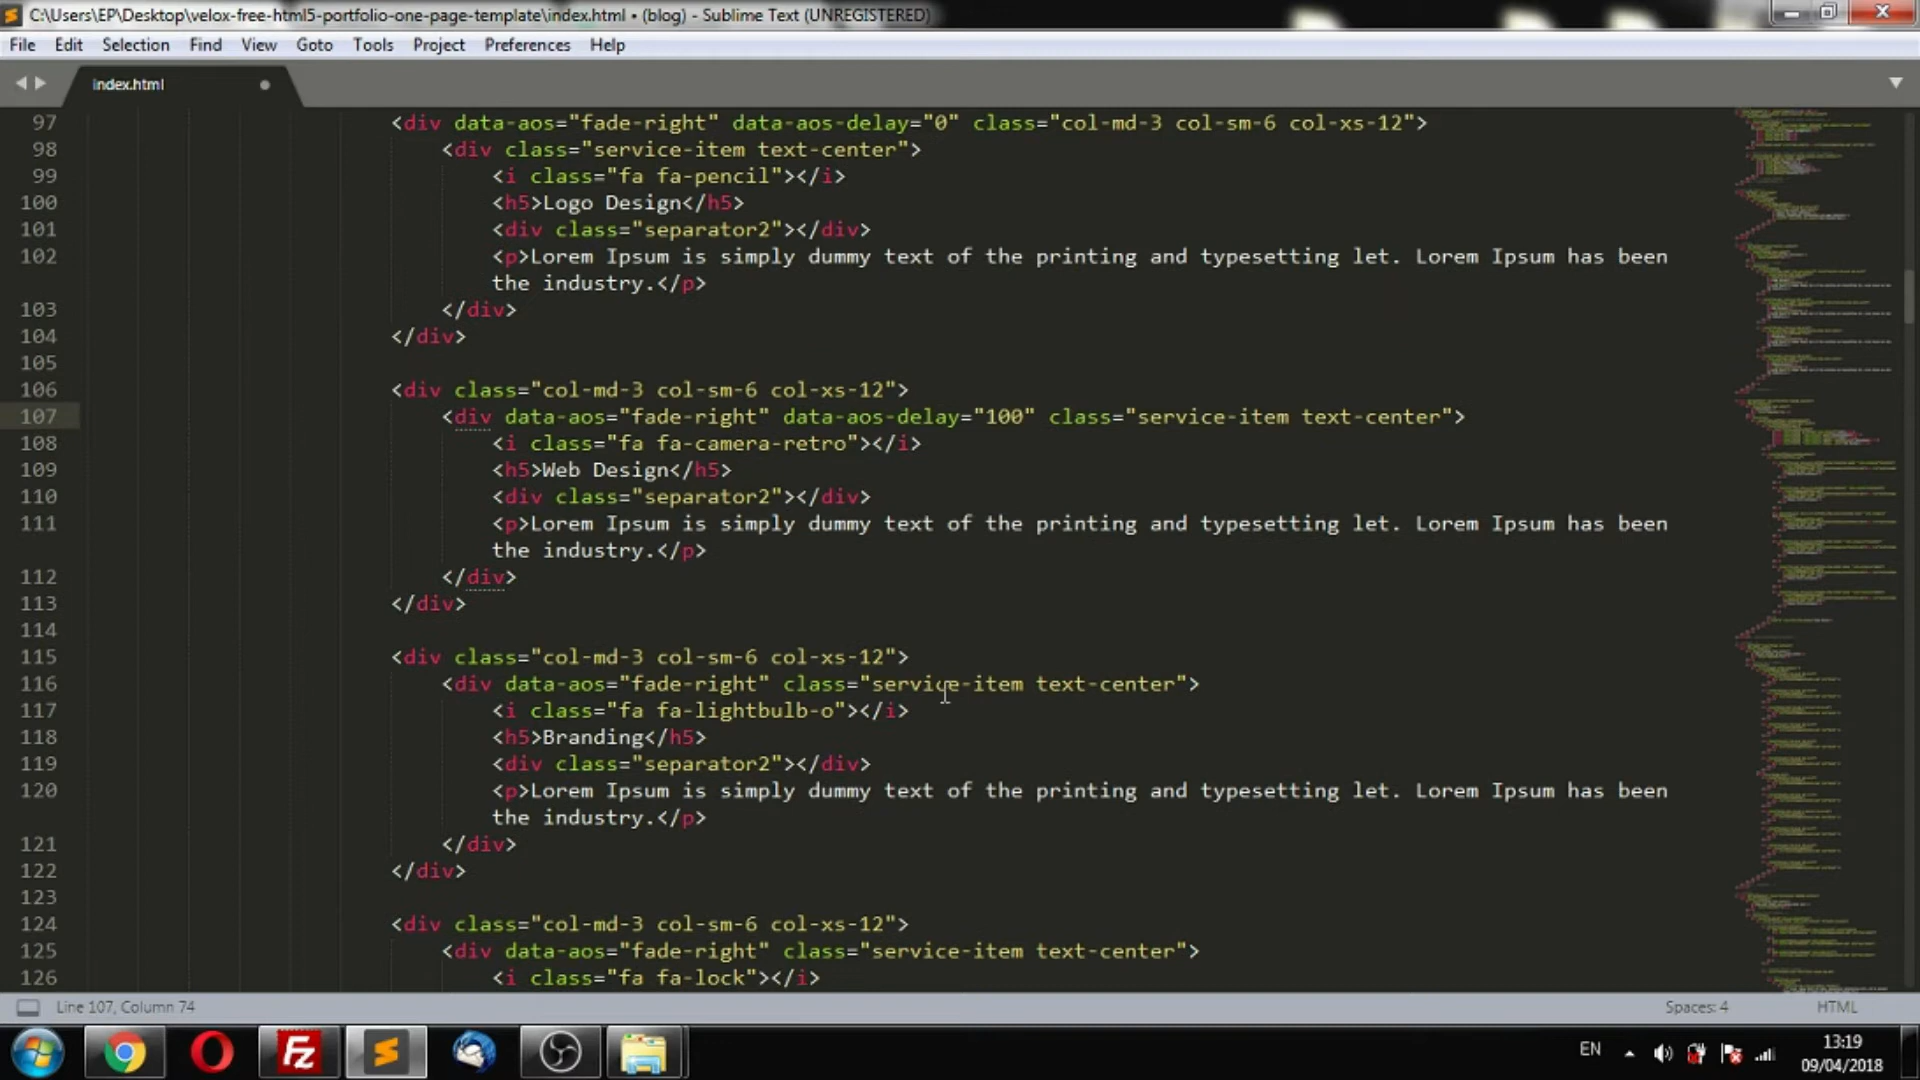 C:\Users\EP\Desktop\velox-free-html5-portfolio-one-page-template\index.html • (blog) - Sublime Text (UNREGISTERED)
File Edit Selection Find View Goto Tools Project Preferences Help
index.html
97 <div data-aos="fade-right" data-aos-delay="0" class="col-md-3 col-sm-6 col-xs-12">
98 <div class="service-item text-center">
99 <i class="fa fa-pencil"></i>
100 <h5>Logo Design</h5>
101 <div class="separator2"></div>
102 <p>Lorem Ipsum is simply dummy text of the printing and typesetting let. Lorem Ipsum has been
the industry.</p>
103 </div>
104 </div>
105
106 <div class="col-md-3 col-sm-6 col-xs-12">
107 <div data-aos="fade-right" data-aos-delay="100" class="service-item text-center">
108 <i class="fa fa-camera-retro"></i>
109 <h5>Web Design</h5>
110 <div class="separator2"></div>
111 <p>Lorem Ipsum is simply dummy text of the printing and typesetting let. Lorem Ipsum has been
the industry.</p>
112 </div>
113 </div>
114
115 <div class="col-md-3 col-sm-6 col-xs-12">
116 <div data-aos="fade-right" class="service-item text-center">
117 <i class="fa fa-lightbulb-o"></i>
118 <h5>Branding</h5>
119 <div class="separator2"></div>
120 <p>Lorem Ipsum is simply dummy text of the printing and typesetting let. Lorem Ipsum has been
the industry.</p>
121 </div>
122 </div>
123
124 <div class="col-md-3 col-sm-6 col-xs-12">
125 <div data-aos="fade-right" class="service-item text-center">
126 <i class="fa fa-lock"></i>
Line 107, Column 74 Spaces: 4 HTML
EN 13:19
09/04/2018